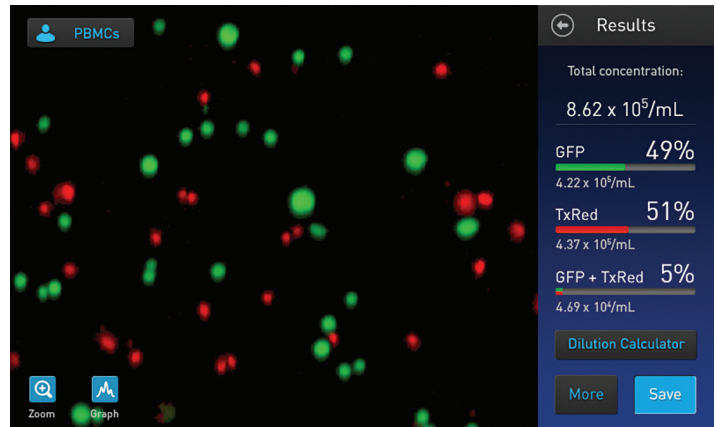 PBMCs
Zoom
Graph
Results
Total concentration:
8.62 x 10⁵/mL
GFP 49%
4.22 x 10⁵/mL
TxRed 51%
4.37 x 10⁵/mL
GFP + TxRed 5%
4.69 x 10⁴/mL
Dilution Calculator
More
Save